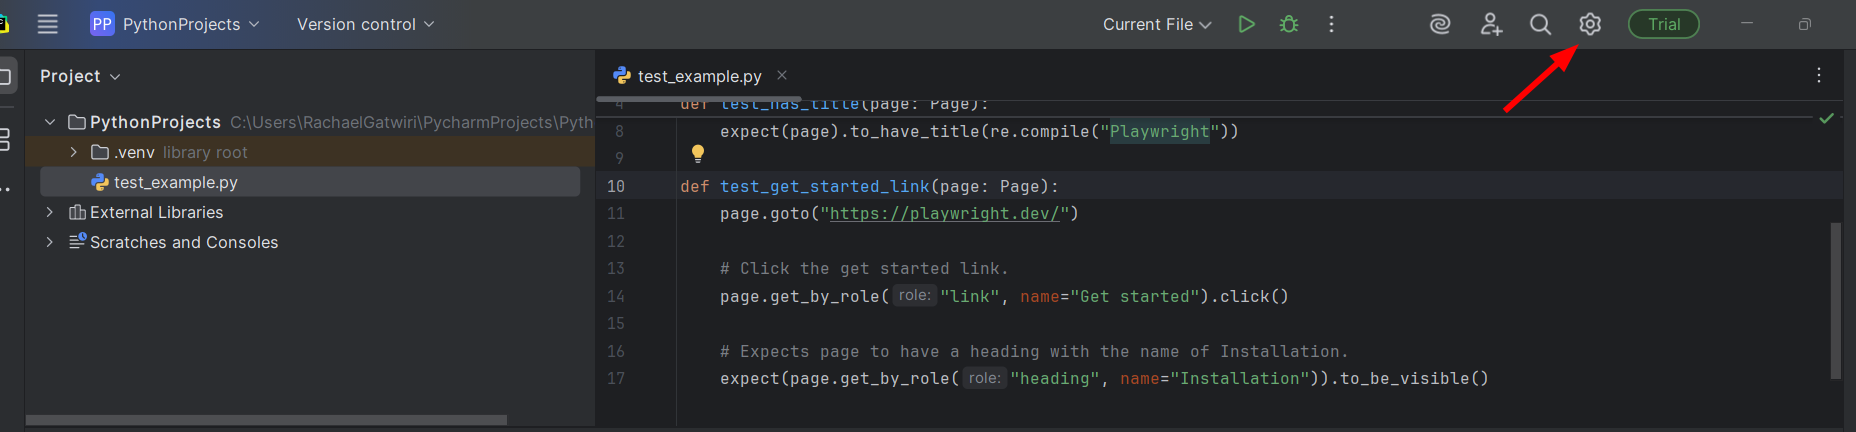 PP PythonProjects Version control Current File Trial
Project
PythonProjects C:\Users\RachaelGatwiri\PycharmProjects\Pyth
.venv library root
test_example.py
External Libraries
Scratches and Consoles
test_example.py
4 def test_has_title(page: Page):
8 expect(page).to_have_title(re.compile("Playwright"))
9
10 def test_get_started_link(page: Page):
11 page.goto("https://playwright.dev/")
12
13 # Click the get started link.
14 page.get_by_role( role: "link", name="Get started").click()
15
16 # Expects page to have a heading with the name of Installation.
17 expect(page.get_by_role( role: "heading", name="Installation")).to_be_visible()